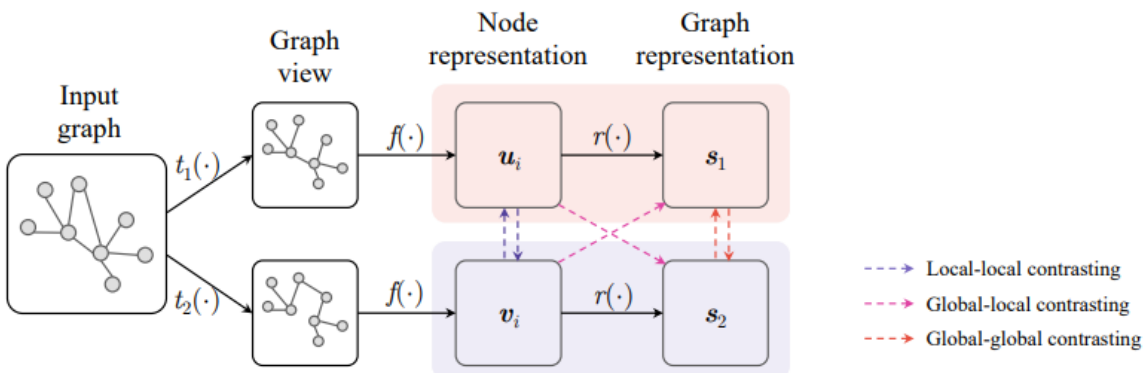 Node
representation
Graph
representation
Graph
view
Input
graph
t₁(·)
f(·)
uᵢ
r(·)
s₁
t₂(·)
f(·)
vᵢ
r(·)
s₂
Local-local contrasting
Global-local contrasting
Global-global contrasting